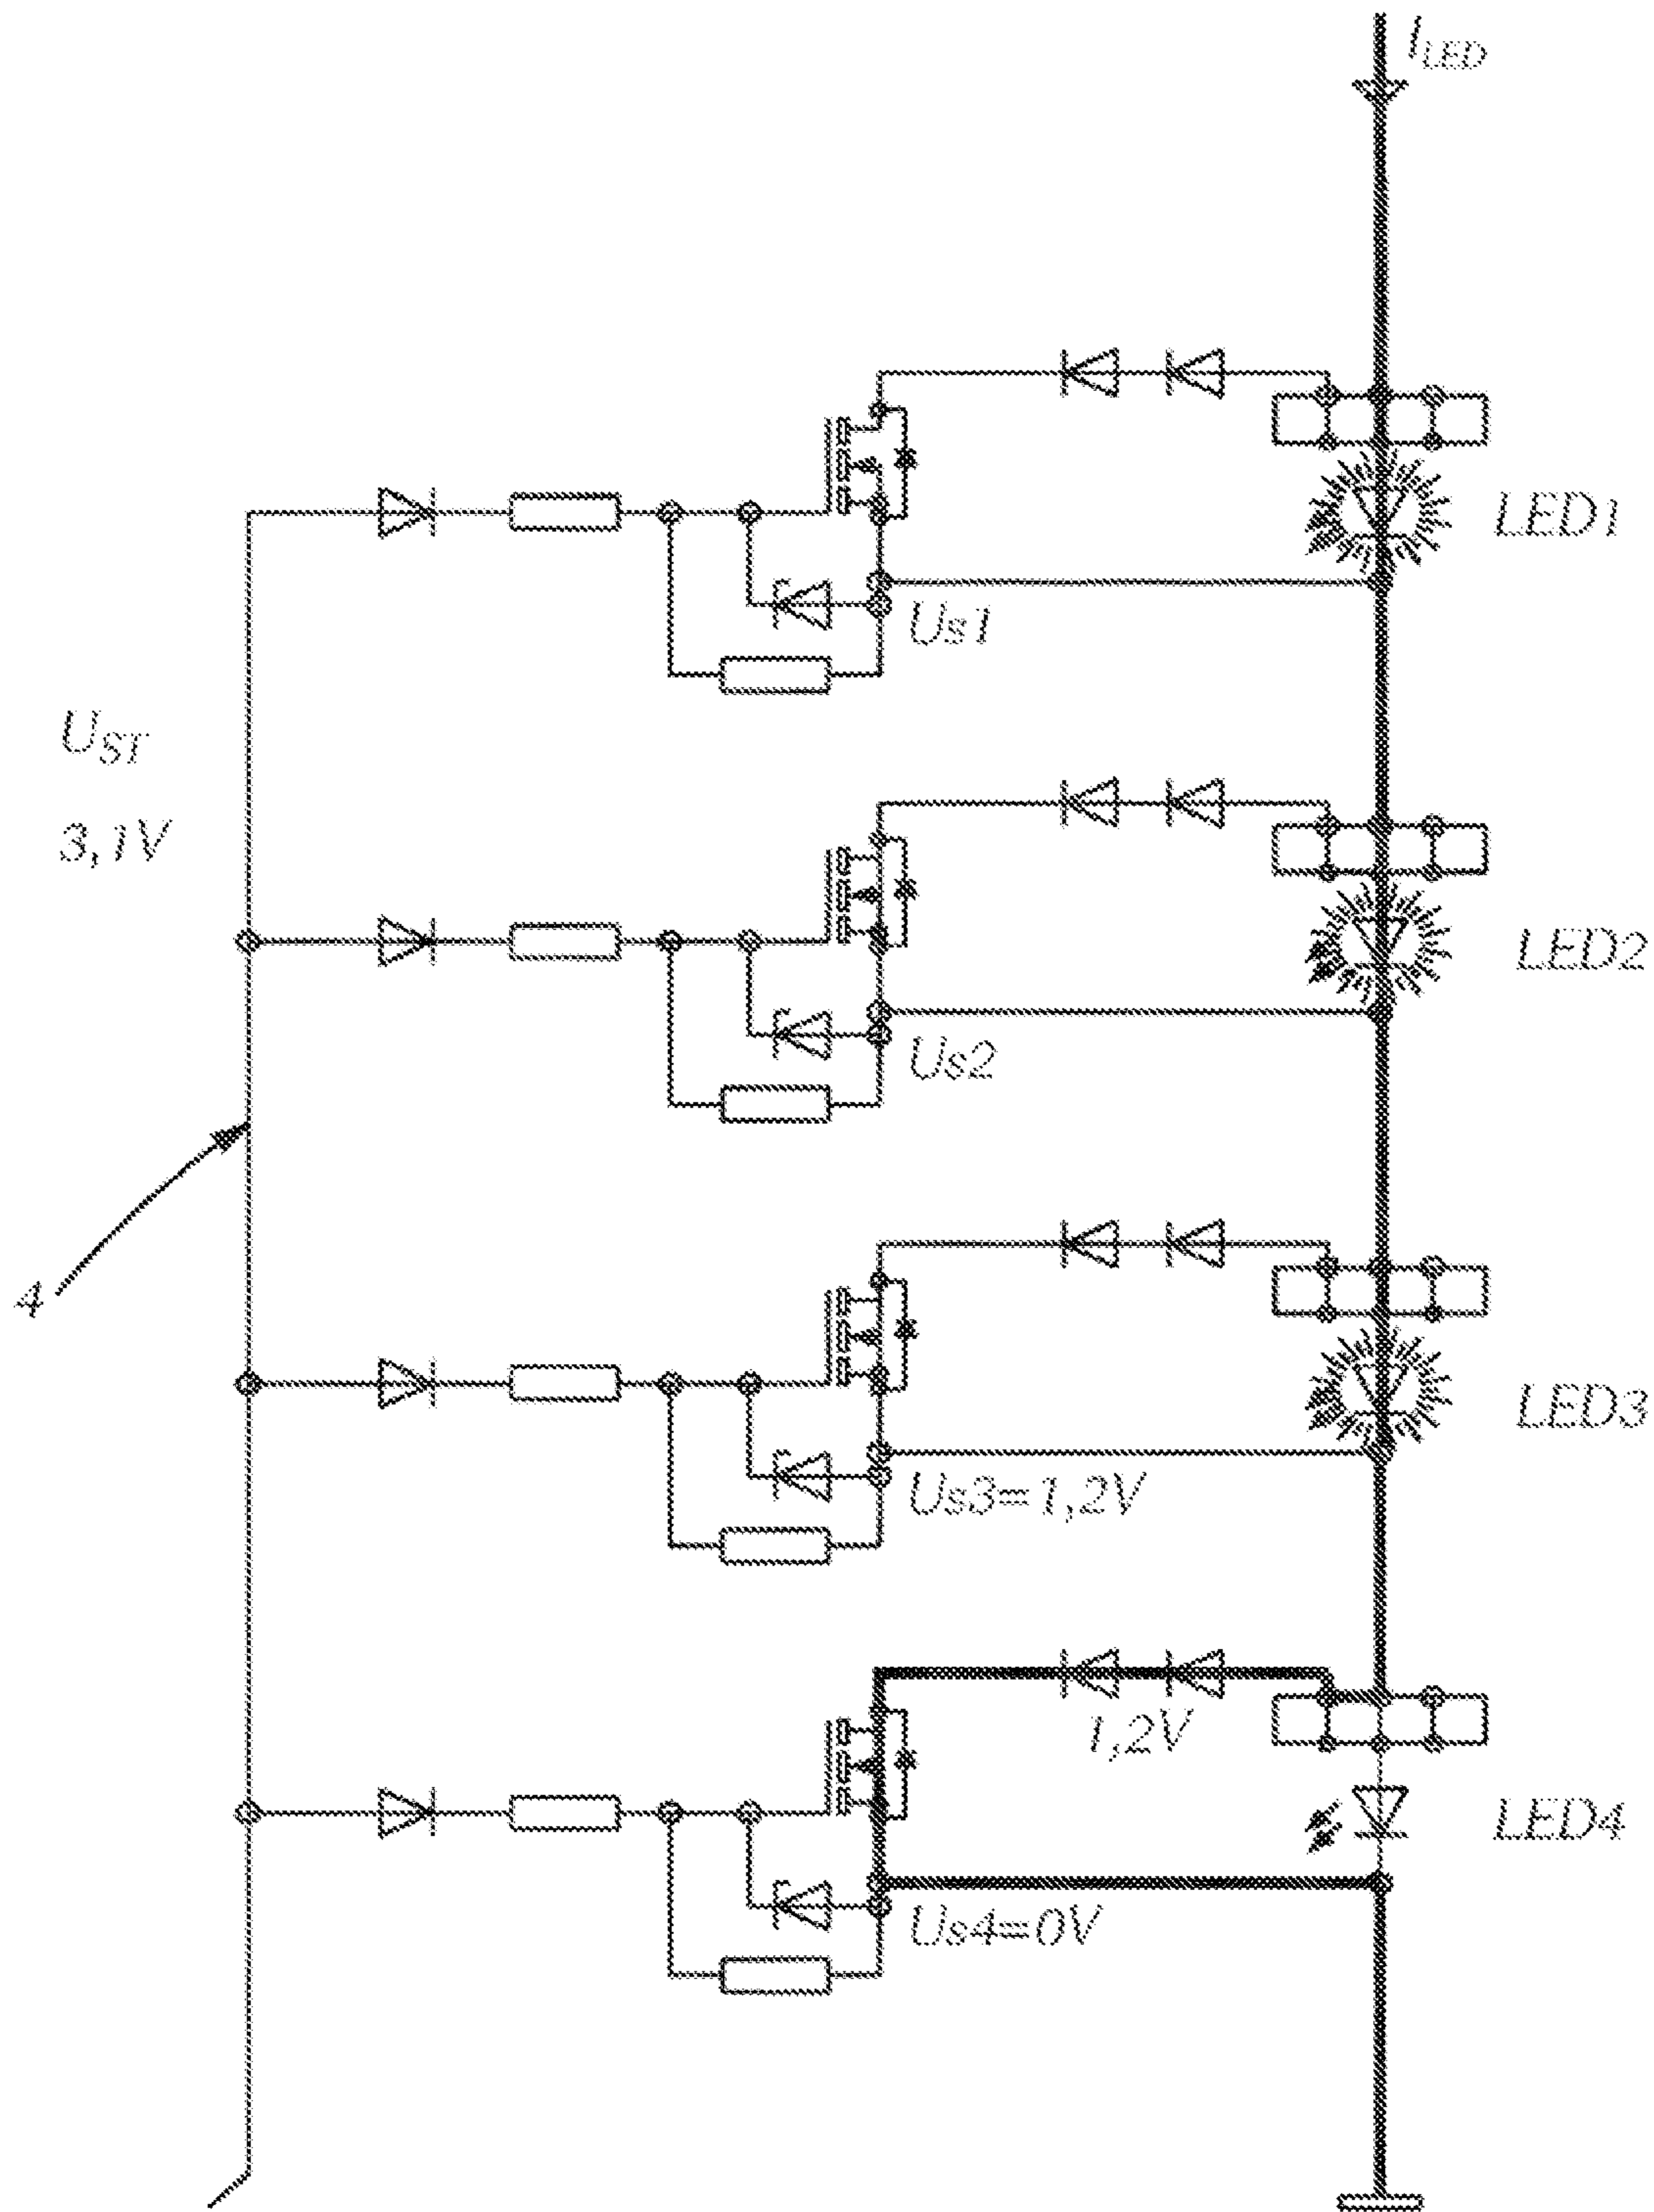 I_LED
LED1
Us1
U_ST
3,1V
LED2
Us2
4
LED3
Us3=1,2V
1,2V
LED4
Us4=0V